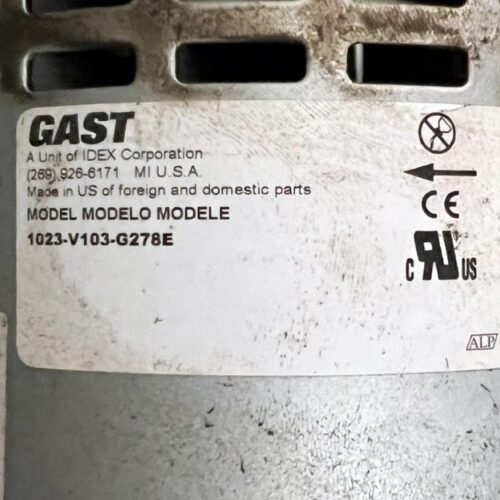 GAST
A Unit of IDEX Corporation
(269) 926-6171 MI U.S.A.
Made in US of foreign and domestic parts
MODEL MODELO MODELE
1023-V103-G278E
CE
C RU US
ALP